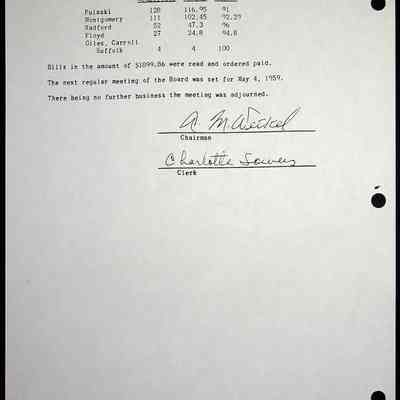 Pulaski 128 116.95 91
Montgomery 111 102.45 92.29
Radford 52 47.3 96
Floyd 27 24.8 94.8
Giles, Carroll
Suffolk 4 4 100
Bills in the amount of $1899.86 were read and ordered paid.
The next regular meeting of the Board was set for May 4, 1959.
There being no further business the meeting was adjourned.
A. M.
Chairman
Charlotte Sowers
Clerk